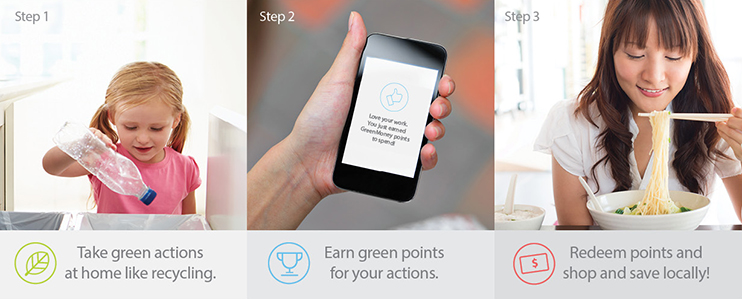 Step 1
Take green actions
at home like recycling.
Step 2
Love your work.
You just earned
GreenMoney points
to spend!
Earn green points
for your actions.
Step 3
$
Redeem points and
shop and save locally!